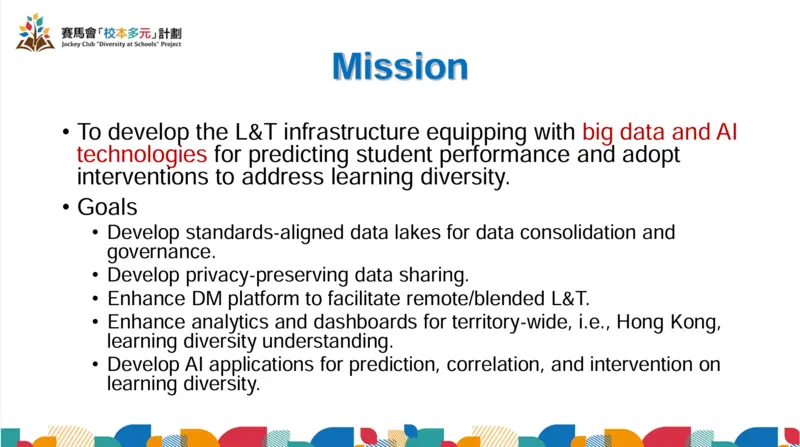 賽馬會「校本多元」計劃
Jockey Club "Diversity at Schools" Project
Mission
• To develop the L&T infrastructure equipping with big data and AI
technologies for predicting student performance and adopt
interventions to address learning diversity.
• Goals
• Develop standards-aligned data lakes for data consolidation and
governance.
• Develop privacy-preserving data sharing.
• Enhance DM platform to facilitate remote/blended L&T.
• Enhance analytics and dashboards for territory-wide, i.e., Hong Kong,
learning diversity understanding.
• Develop AI applications for prediction, correlation, and intervention on
learning diversity.